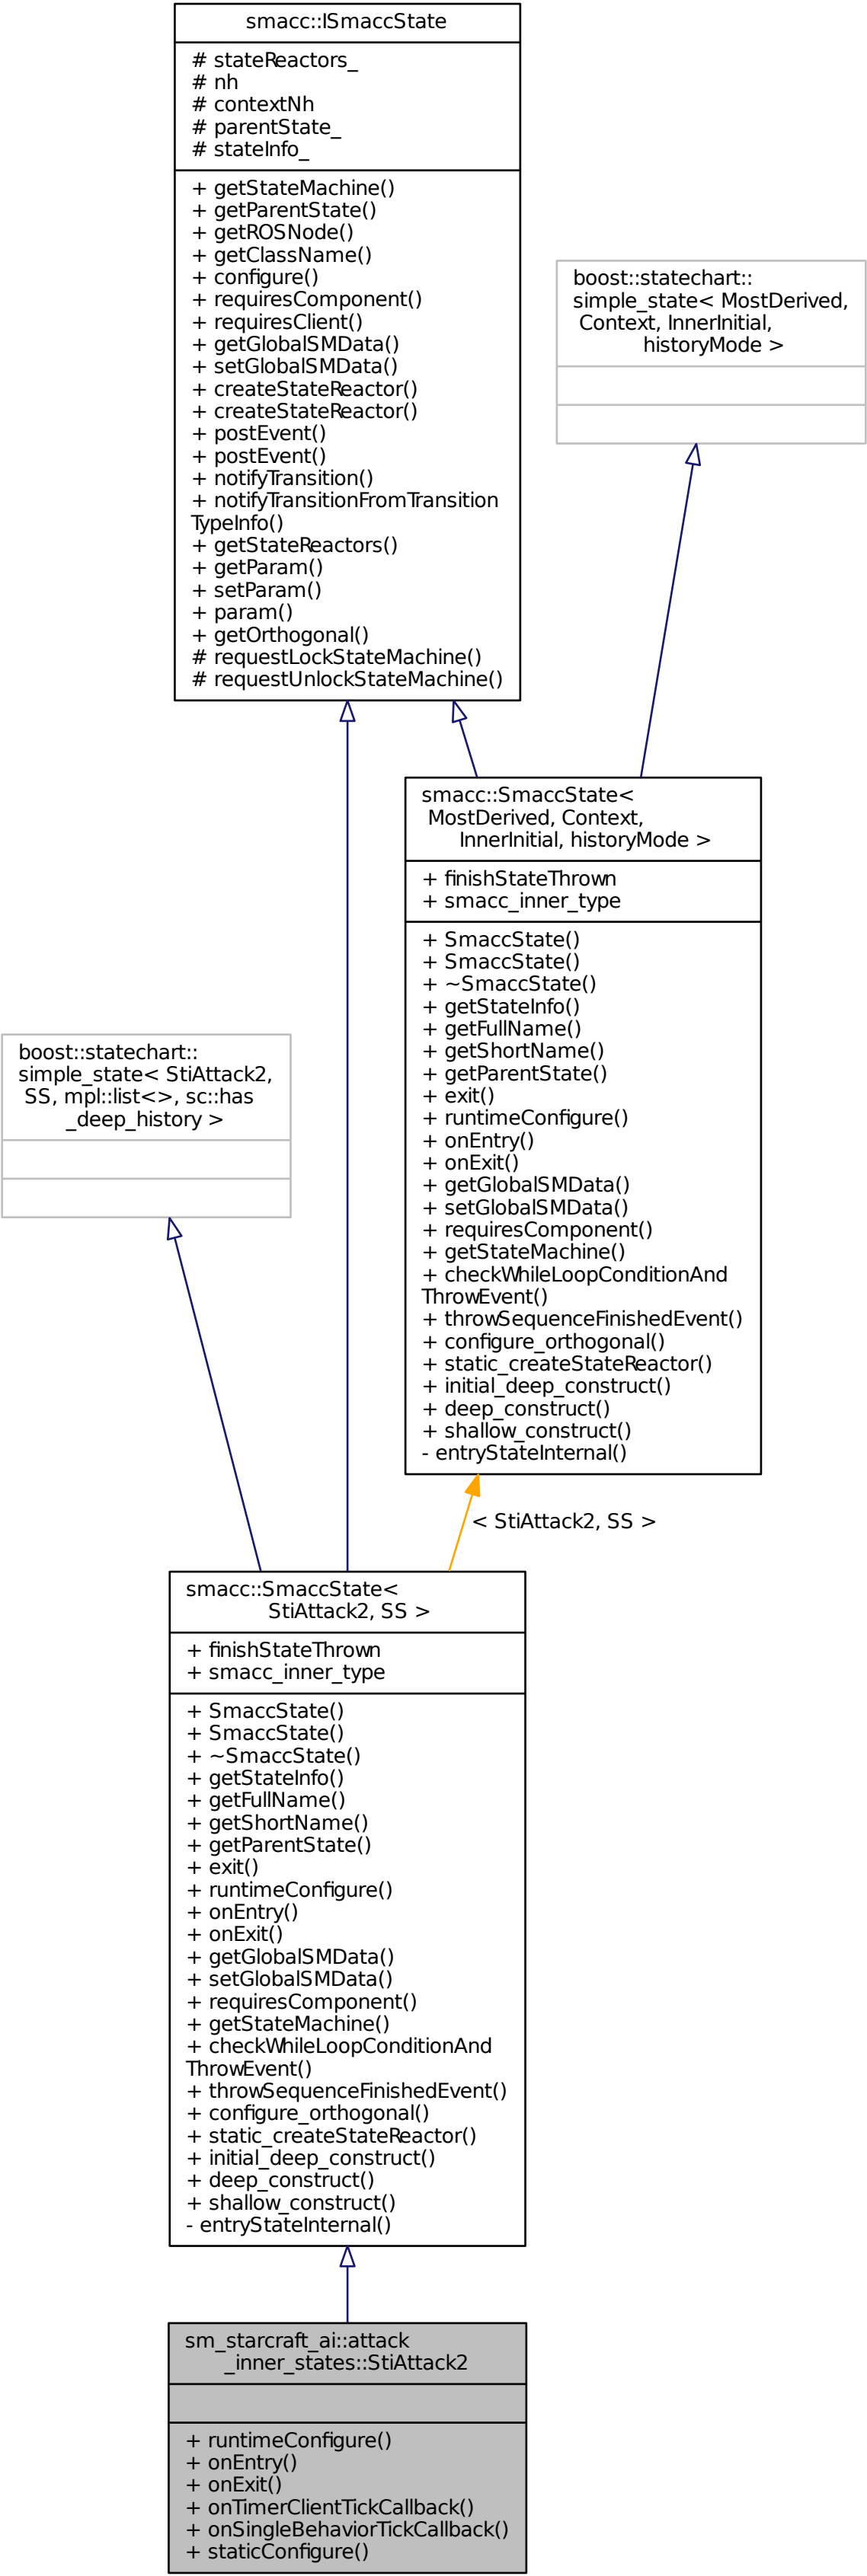 smacc::ISmaccState
# stateReactors_
# nh
# contextNh
# parentState_
# stateInfo_
+ getStateMachine()
+ getParentState()
+ getROSNode()
+ getClassName()
+ configure()
+ requiresComponent()
+ requiresClient()
+ getGlobalSMData()
+ setGlobalSMData()
+ createStateReactor()
+ createStateReactor()
+ postEvent()
+ postEvent()
+ notifyTransition()
+ notifyTransitionFromTransition
TypeInfo()
+ getStateReactors()
+ getParam()
+ setParam()
+ param()
+ getOrthogonal()
# requestLockStateMachine()
# requestUnlockStateMachine()
boost::statechart::
simple_state< MostDerived,
Context, InnerInitial,
historyMode >
smacc::SmaccState<
MostDerived, Context,
InnerInitial, historyMode >
+ finishStateThrown
+ smacc_inner_type
+ SmaccState()
+ SmaccState()
+ ~SmaccState()
+ getStateInfo()
+ getFullName()
+ getShortName()
+ getParentState()
+ exit()
+ runtimeConfigure()
+ onEntry()
+ onExit()
+ getGlobalSMData()
+ setGlobalSMData()
+ requiresComponent()
+ getStateMachine()
+ checkWhileLoopConditionAnd
ThrowEvent()
+ throwSequenceFinishedEvent()
+ configure_orthogonal()
+ static_createStateReactor()
+ initial_deep_construct()
+ deep_construct()
+ shallow_construct()
- entryStateInternal()
boost::statechart::
simple_state< StiAttack2,
SS, mpl::list<>, sc::has
_deep_history >
< StiAttack2, SS >
smacc::SmaccState<
StiAttack2, SS >
+ finishStateThrown
+ smacc_inner_type
+ SmaccState()
+ SmaccState()
+ ~SmaccState()
+ getStateInfo()
+ getFullName()
+ getShortName()
+ getParentState()
+ exit()
+ runtimeConfigure()
+ onEntry()
+ onExit()
+ getGlobalSMData()
+ setGlobalSMData()
+ requiresComponent()
+ getStateMachine()
+ checkWhileLoopConditionAnd
ThrowEvent()
+ throwSequenceFinishedEvent()
+ configure_orthogonal()
+ static_createStateReactor()
+ initial_deep_construct()
+ deep_construct()
+ shallow_construct()
- entryStateInternal()
sm_starcraft_ai::attack
_inner_states::StiAttack2
+ runtimeConfigure()
+ onEntry()
+ onExit()
+ onTimerClientTickCallback()
+ onSingleBehaviorTickCallback()
+ staticConfigure()